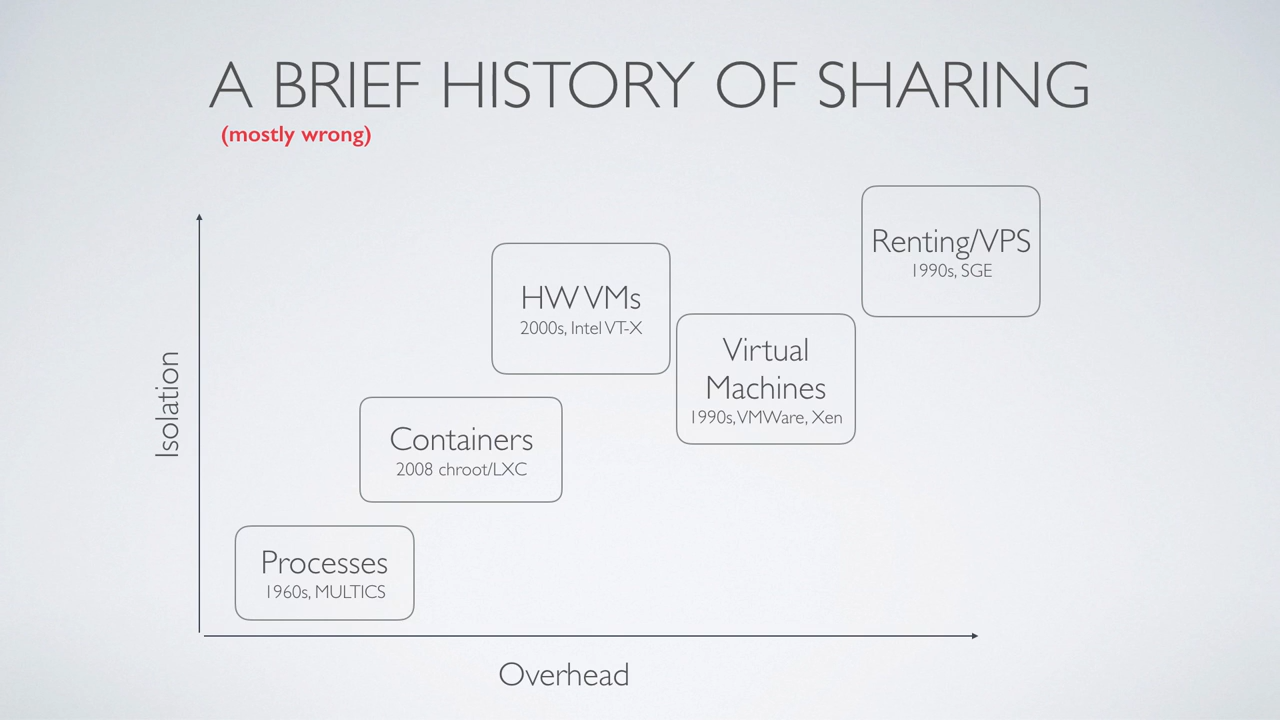 A BRIEF HISTORY OF SHARING
(mostly wrong)
Renting/VPS
1990s, SGE
HW VMs
2000s, Intel VT-X
Virtual
Machines
1990s, VMWare, Xen
Isolation
Containers
2008 chroot/LXC
Processes
1960s, MULTICS
Overhead